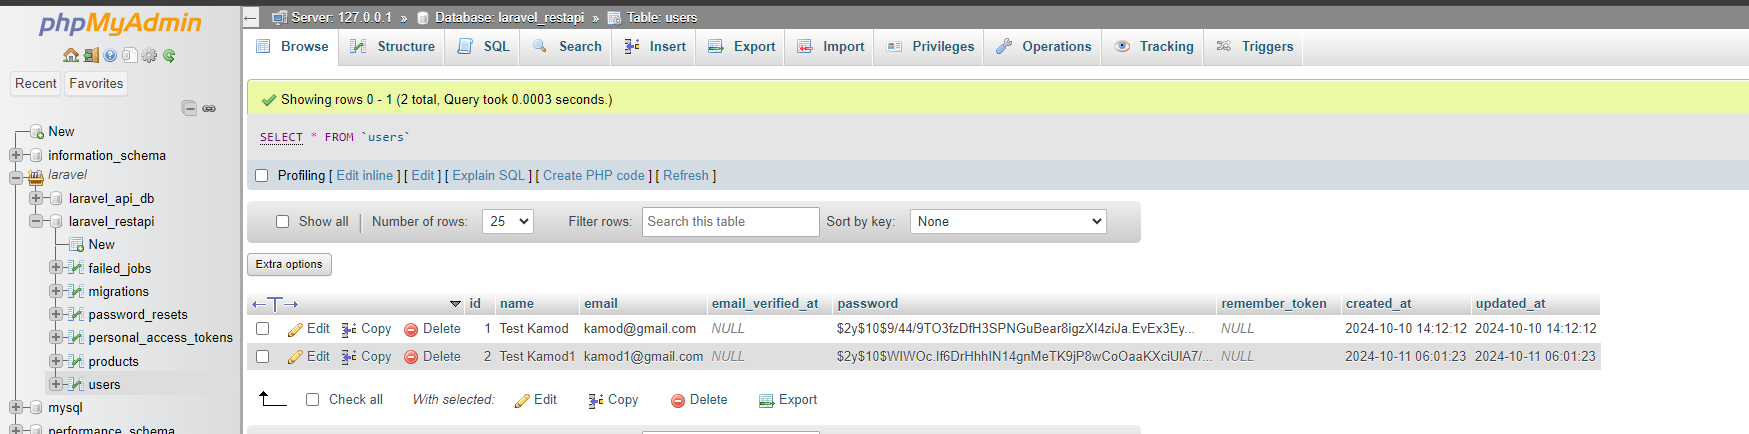 phpMyAdmin
Recent Favorites
New
information_schema
laravel
laravel_api_db
laravel_restapi
New
failed_jobs
migrations
password_resets
personal_access_tokens
products
users
mysql
performance_schema
Server: 127.0.0.1 » Database: laravel_restapi » Table: users
Browse Structure SQL Search Insert Export Import Privileges Operations Tracking Triggers
Showing rows 0 - 1 (2 total, Query took 0.0003 seconds.)
SELECT * FROM `users`
Profiling [ Edit inline ] [ Edit ] [ Explain SQL ] [ Create PHP code ] [ Refresh ]
Show all Number of rows: 25 Filter rows: Search this table Sort by key: None
Extra options
id name email email_verified_at password remember_token created_at updated_at
Edit Copy Delete 1 Test Kamod kamod@gmail.com NULL $2y$10$9/44/9TO3fzDfH3SPNGuBear8igzXI4ziJa.EvEx3Ey... NULL 2024-10-10 14:12:12 2024-10-10 14:12:12
Edit Copy Delete 2 Test Kamod1 kamod1@gmail.com NULL $2y$10$WIWOc.If6DrHhhIN14gnMeTK9jP8wCoOaaKXciUIA7/... NULL 2024-10-11 06:01:23 2024-10-11 06:01:23
Check all With selected: Edit Copy Delete Export